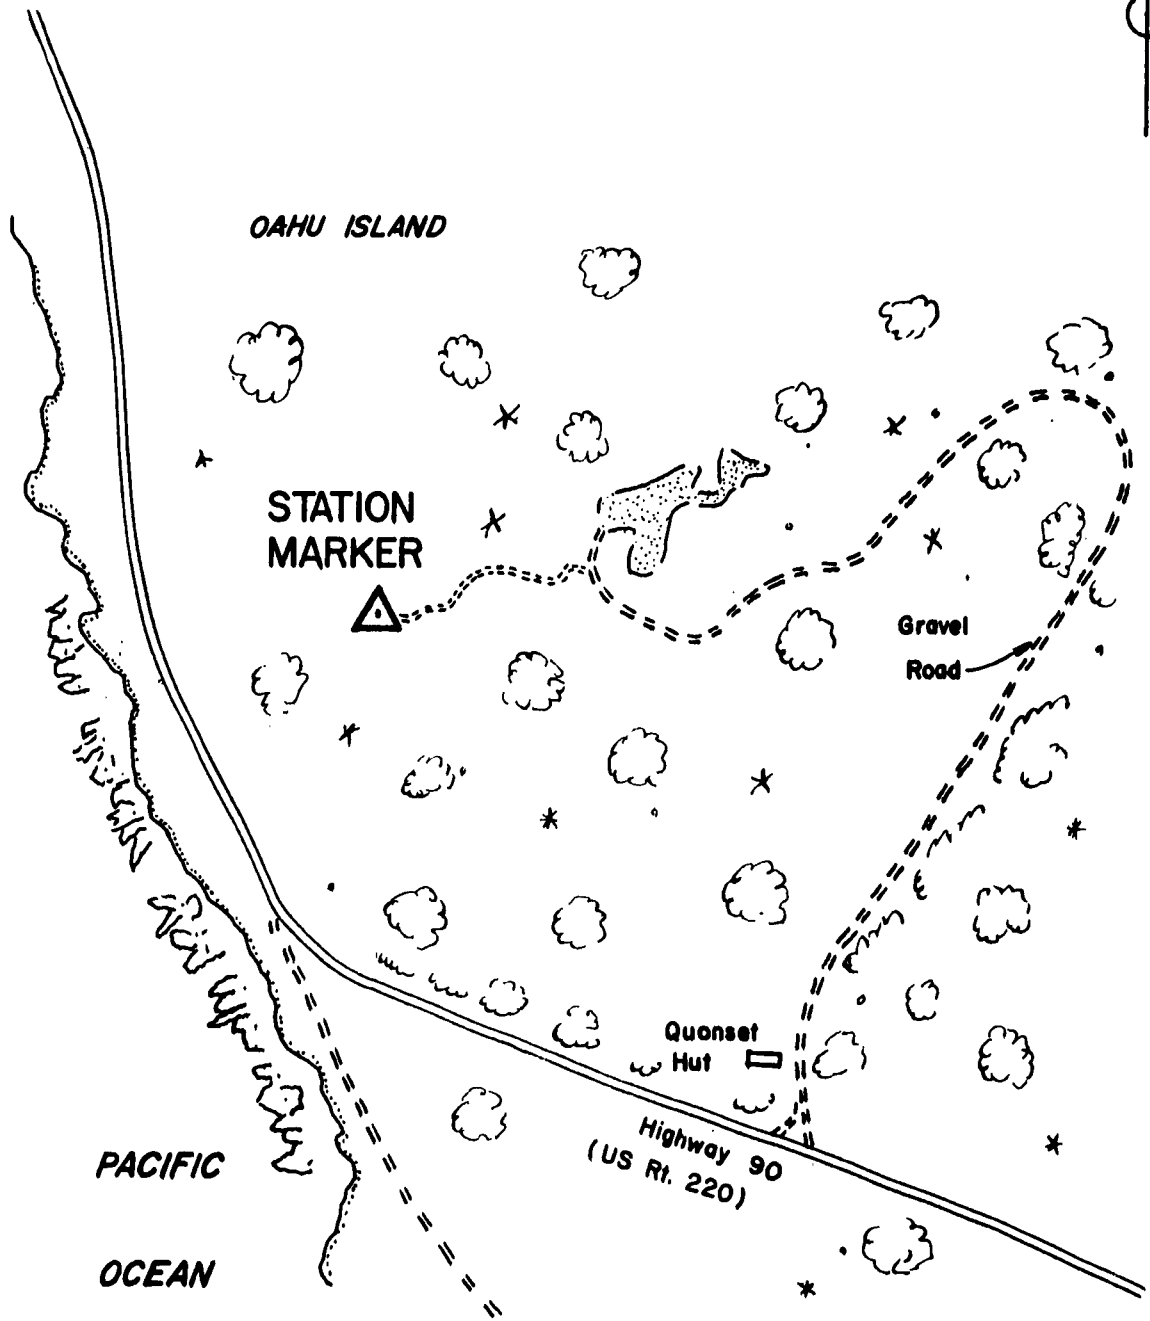 OAHU ISLAND
STATION
MARKER
Gravel
Road
Quonset
Hut
Highway 90
(US Rt. 220)
PACIFIC
OCEAN